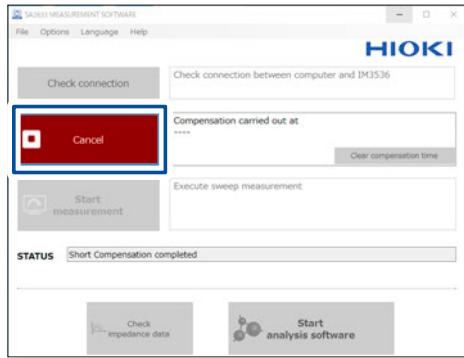 SA2633 MEASUREMENT SOFTWARE
File Options Language Help
HIOKI
Check connection
Check connection between computer and IM3536
Cancel
Compensation carried out at
----
Clear compensation time
Start
measurement
Execute sweep measurement
STATUS Short Compensation completed
Check
impedance data
Start
analysis software